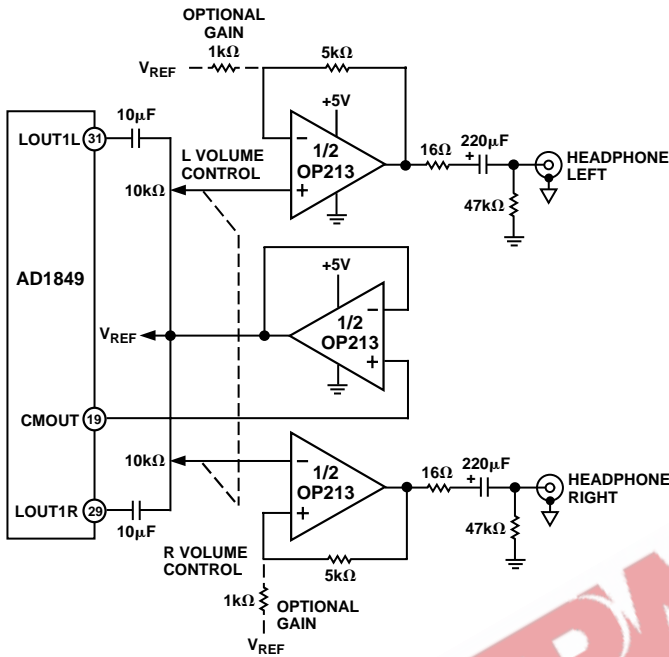 OPTIONAL
GAIN
1kΩ
VREF
5kΩ
10µF
+5V
LOUT1L
31
L VOLUME
CONTROL
–
1/2
OP213
+
16Ω
220µF
+
HEADPHONE
LEFT
10kΩ
47kΩ
AD1849
+5V
–
1/2
OP213
+
VREF
CMOUT
19
10kΩ
–
1/2
OP213
+
16Ω
220µF
+
HEADPHONE
RIGHT
LOUT1R
29
10µF
47kΩ
R VOLUME
CONTROL
5kΩ
1kΩ
OPTIONAL
GAIN
VREF